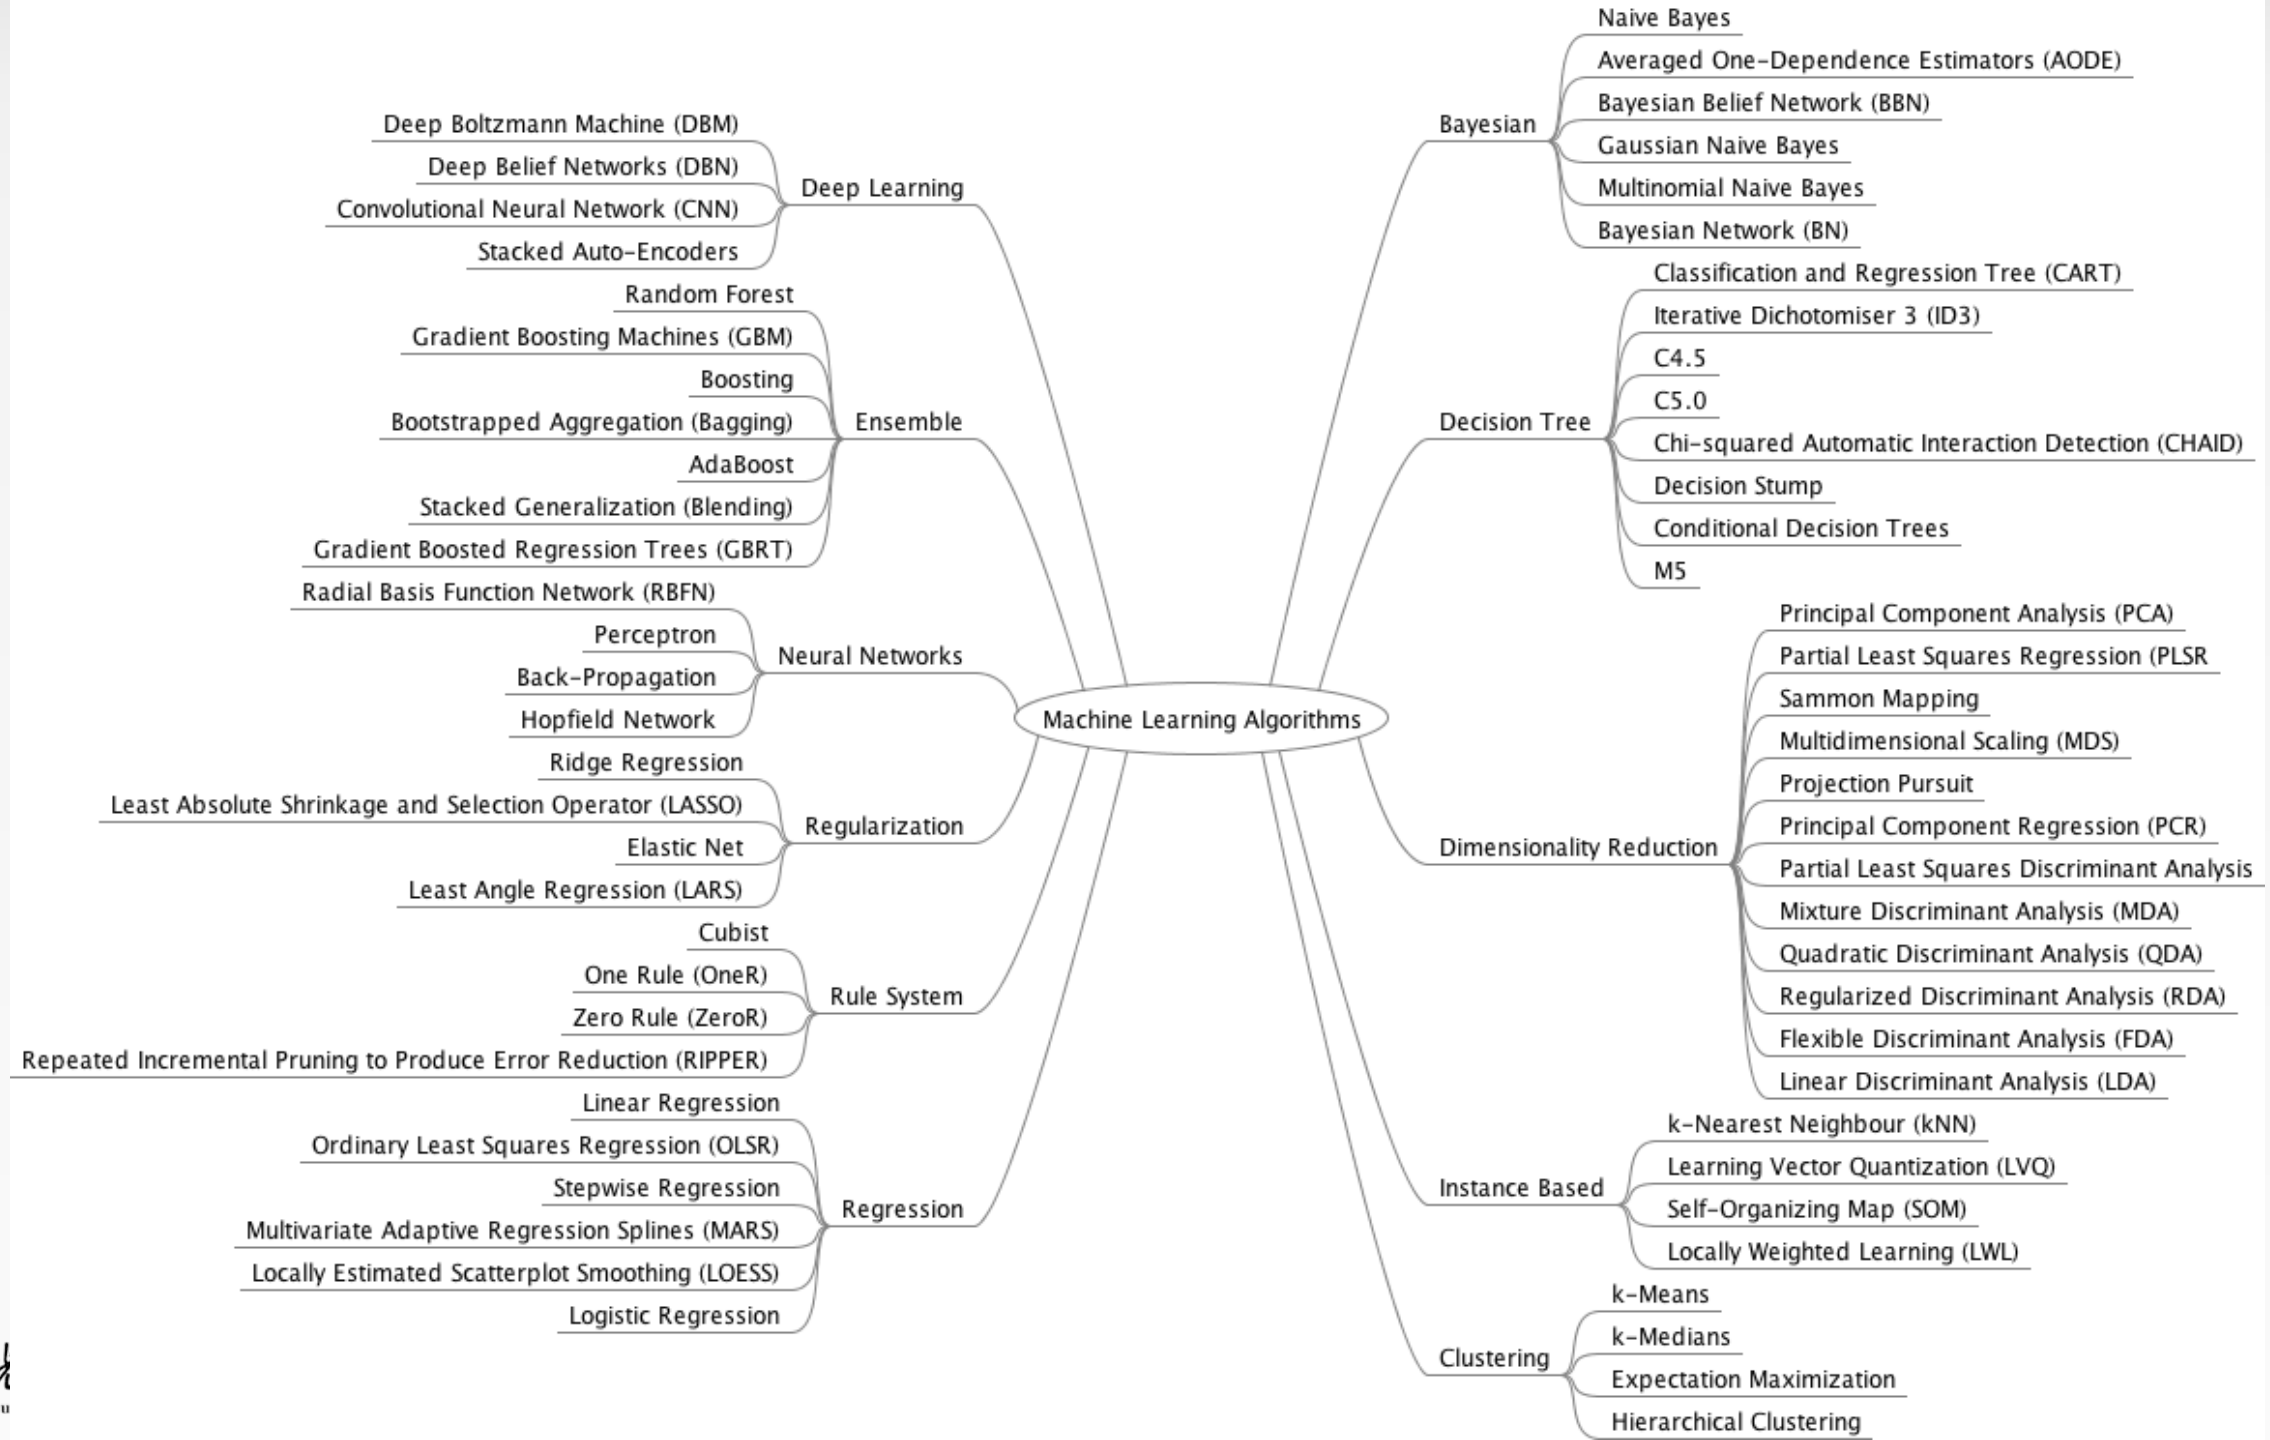 Machine Learning Algorithms
Deep Learning
Deep Boltzmann Machine (DBM)
Deep Belief Networks (DBN)
Convolutional Neural Network (CNN)
Stacked Auto-Encoders
Ensemble
Random Forest
Gradient Boosting Machines (GBM)
Boosting
Bootstrapped Aggregation (Bagging)
AdaBoost
Stacked Generalization (Blending)
Gradient Boosted Regression Trees (GBRT)
Neural Networks
Radial Basis Function Network (RBFN)
Perceptron
Back-Propagation
Hopfield Network
Regularization
Ridge Regression
Least Absolute Shrinkage and Selection Operator (LASSO)
Elastic Net
Least Angle Regression (LARS)
Rule System
Cubist
One Rule (OneR)
Zero Rule (ZeroR)
Repeated Incremental Pruning to Produce Error Reduction (RIPPER)
Regression
Linear Regression
Ordinary Least Squares Regression (OLSR)
Stepwise Regression
Multivariate Adaptive Regression Splines (MARS)
Locally Estimated Scatterplot Smoothing (LOESS)
Logistic Regression
Bayesian
Naive Bayes
Averaged One-Dependence Estimators (AODE)
Bayesian Belief Network (BBN)
Gaussian Naive Bayes
Multinomial Naive Bayes
Bayesian Network (BN)
Decision Tree
Classification and Regression Tree (CART)
Iterative Dichotomiser 3 (ID3)
C4.5
C5.0
Chi-squared Automatic Interaction Detection (CHAID)
Decision Stump
Conditional Decision Trees
M5
Dimensionality Reduction
Principal Component Analysis (PCA)
Partial Least Squares Regression (PLSR
Sammon Mapping
Multidimensional Scaling (MDS)
Projection Pursuit
Principal Component Regression (PCR)
Partial Least Squares Discriminant Analysis
Mixture Discriminant Analysis (MDA)
Quadratic Discriminant Analysis (QDA)
Regularized Discriminant Analysis (RDA)
Flexible Discriminant Analysis (FDA)
Linear Discriminant Analysis (LDA)
Instance Based
k-Nearest Neighbour (kNN)
Learning Vector Quantization (LVQ)
Self-Organizing Map (SOM)
Locally Weighted Learning (LWL)
Clustering
k-Means
k-Medians
Expectation Maximization
Hierarchical Clustering